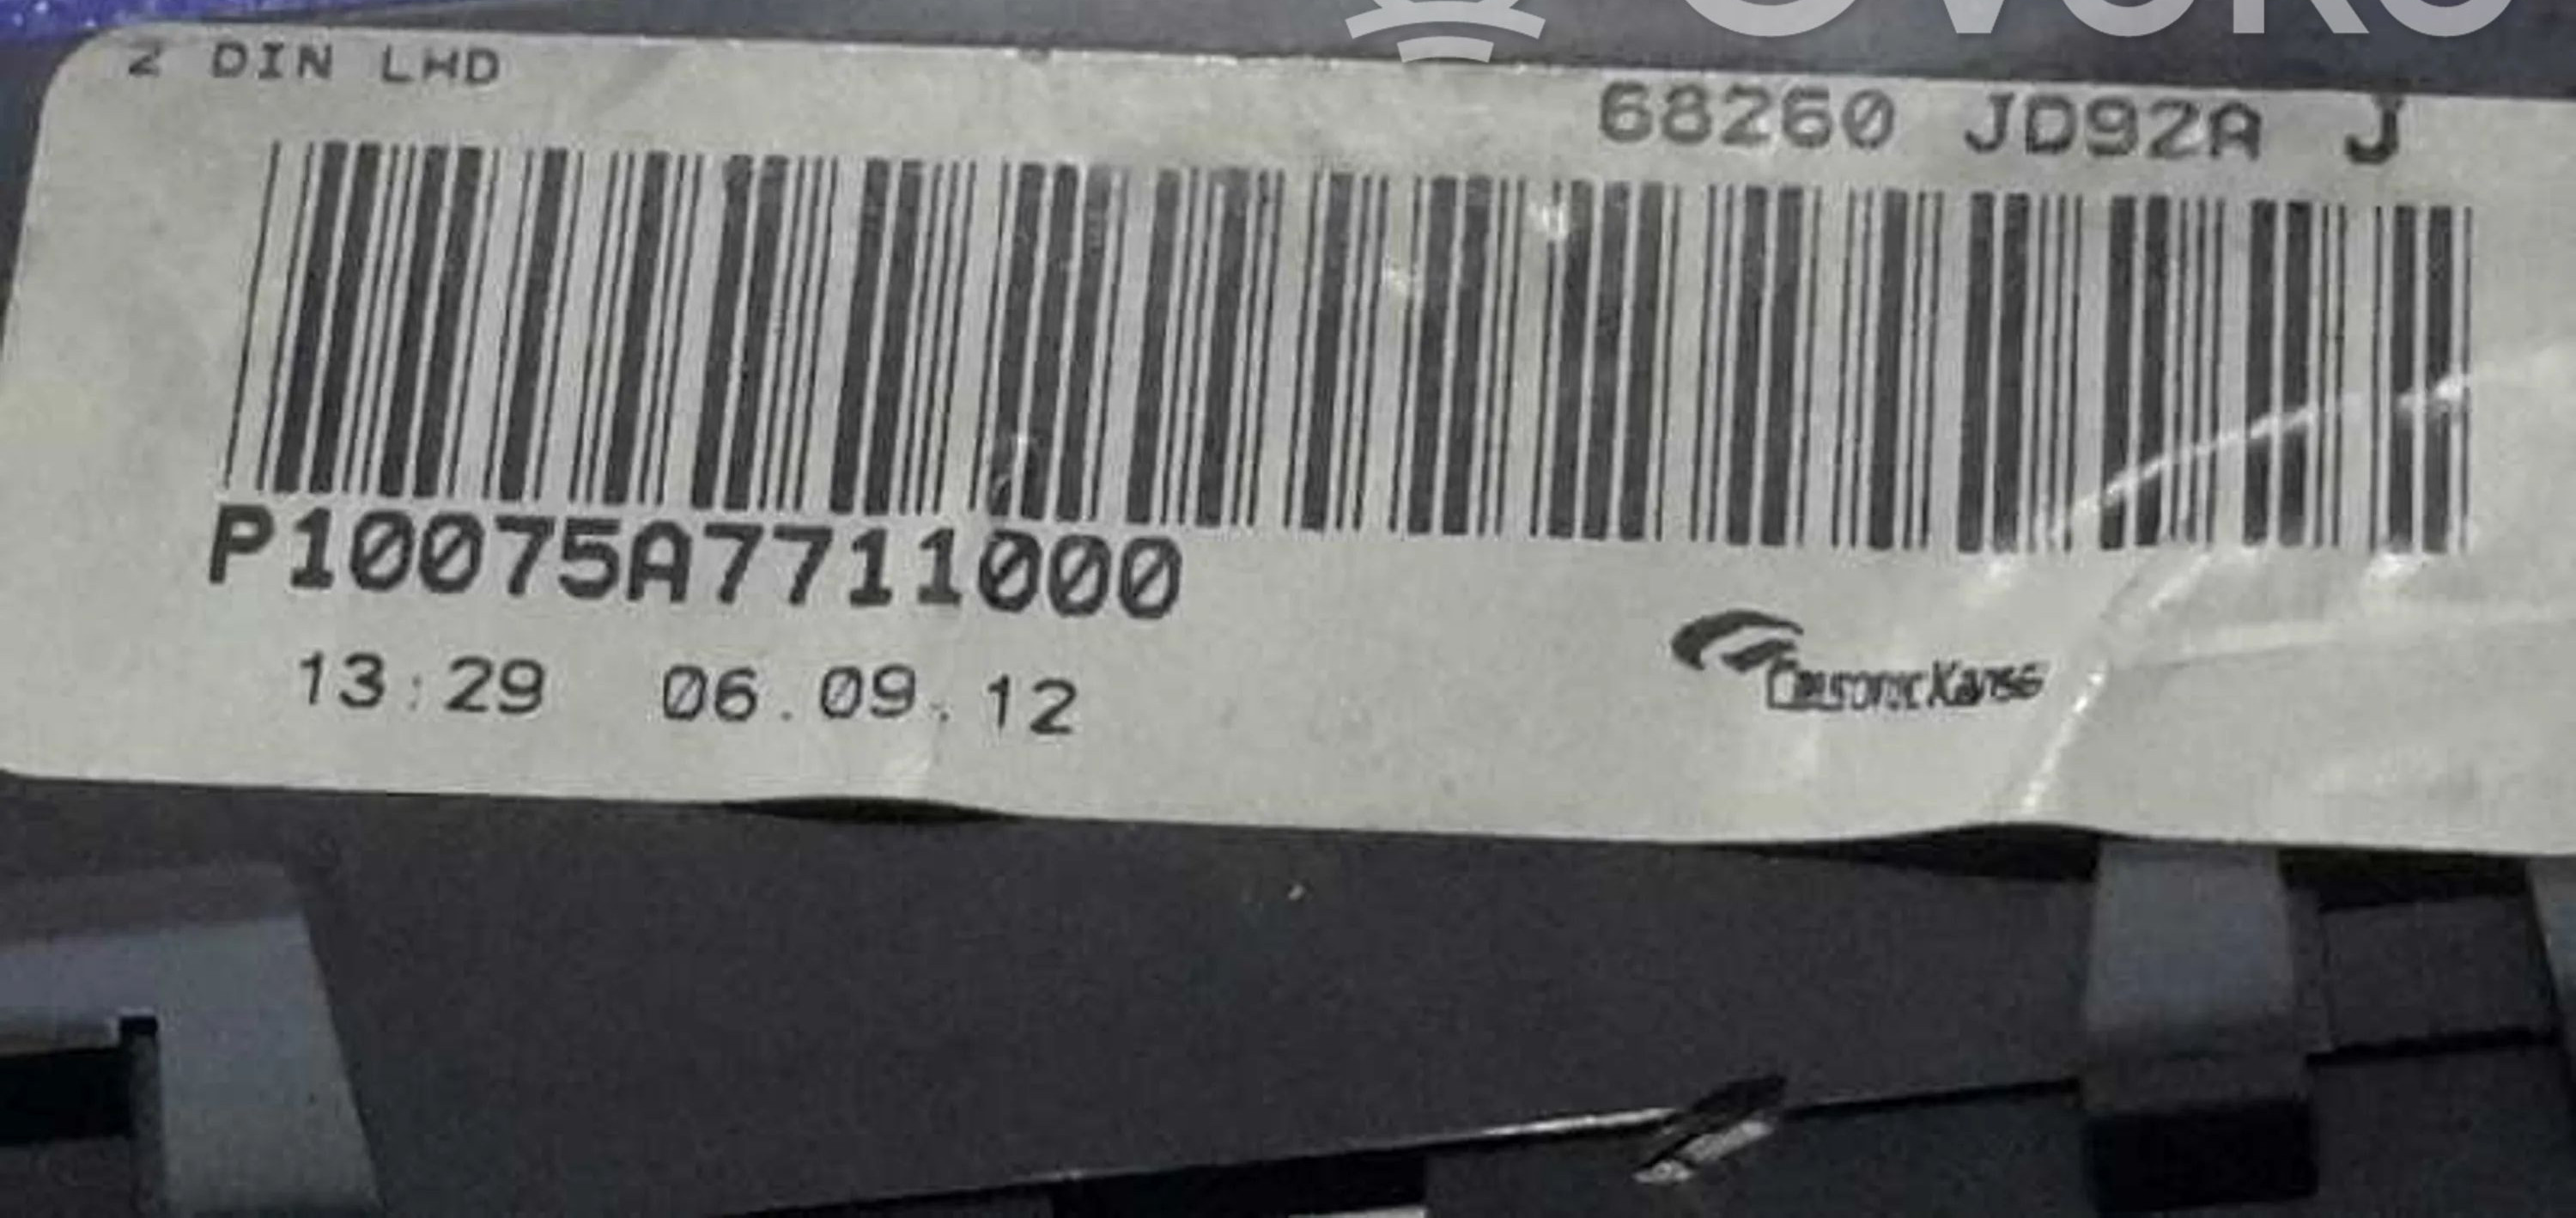 2 DIN LHD
68260 JD92A J
P10075A7711000
13:29 06.09.12